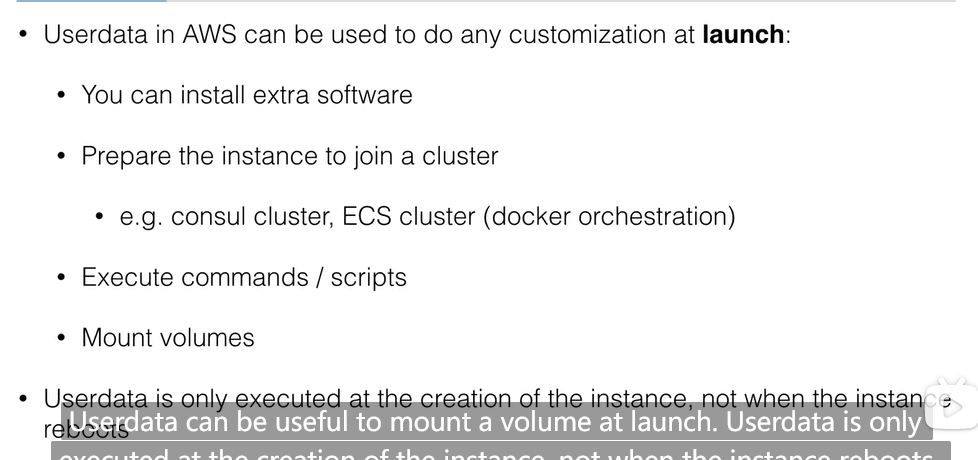 • Userdata in AWS can be used to do any customization at launch:
• You can install extra software
• Prepare the instance to join a cluster
• e.g. consul cluster, ECS cluster (docker orchestration)
• Execute commands / scripts
• Mount volumes
• Userdata is only executed at the creation of the instance, not when the instance
reboots
Userdata can be useful to mount a volume at launch. Userdata is only
executed at the creation of the instance, not when the instance reboots.